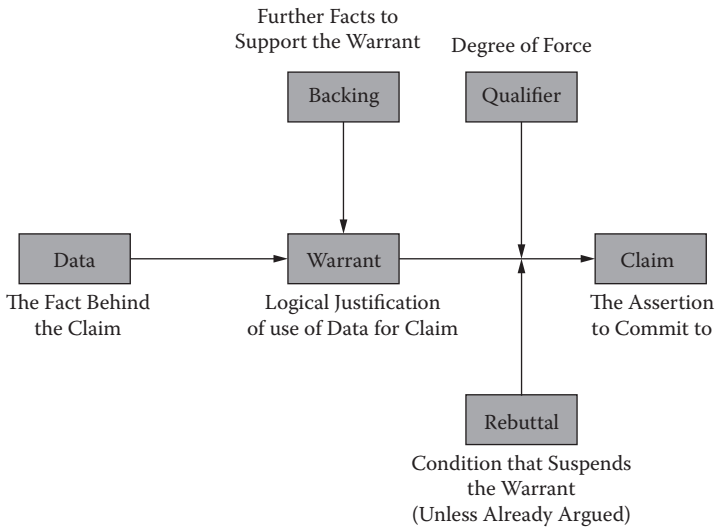 Further Facts to
Support the Warrant
Degree of Force
Backing
Qualifier
Data
Warrant
Claim
The Fact Behind
the Claim
Logical Justification
of use of Data for Claim
The Assertion
to Commit to
Rebuttal
Condition that Suspends
the Warrant
(Unless Already Argued)